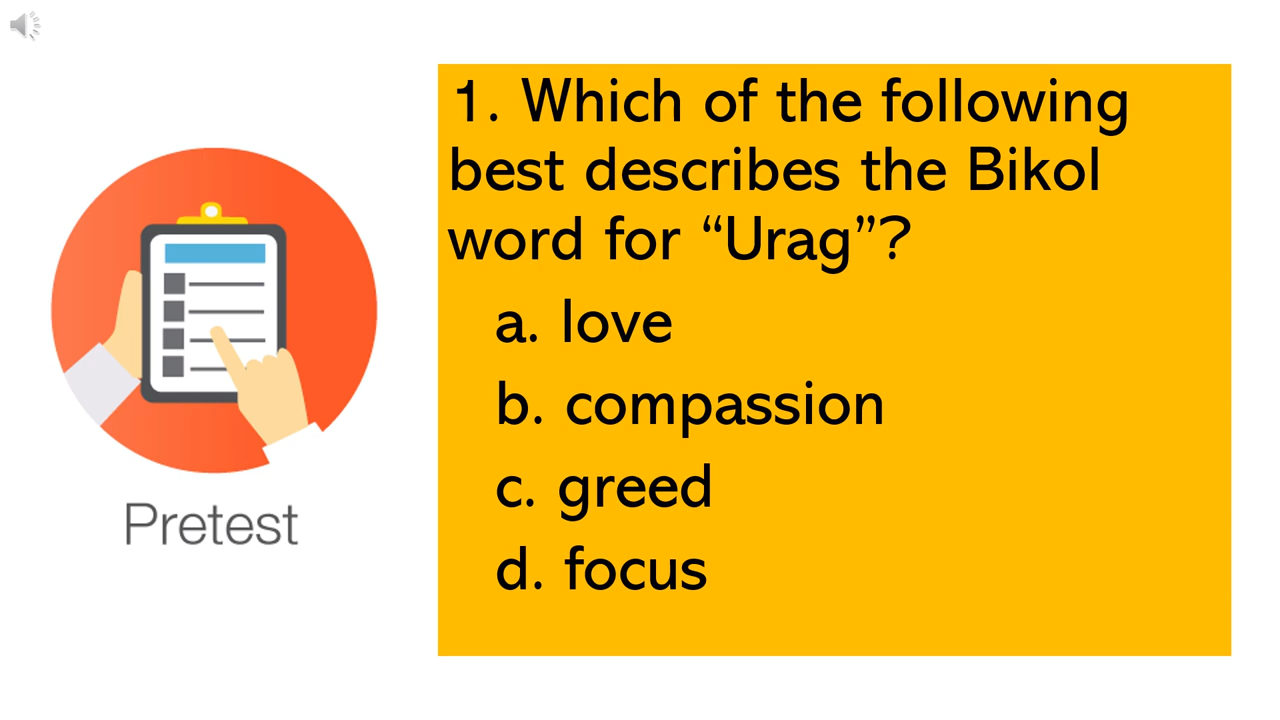 1. Which of the following
best describes the Bikol
word for “Urag”?
a. love
b. compassion
c. greed
d. focus
Pretest